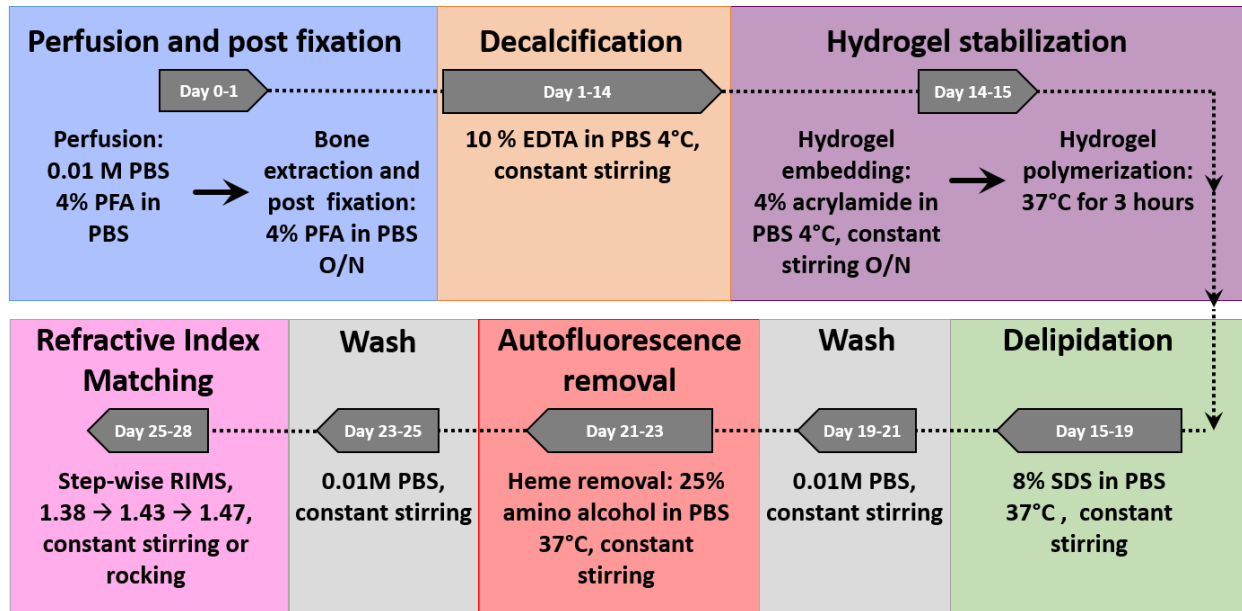 Perfusion and post fixation
Day 0-1
Perfusion:
0.01 M PBS
4% PFA in
PBS
Bone
extraction and
post fixation:
4% PFA in PBS
O/N
Decalcification
Day 1-14
10 % EDTA in PBS 4°C,
constant stirring
Hydrogel stabilization
Day 14-15
Hydrogel
embedding:
4% acrylamide in
PBS 4°C, constant
stirring O/N
Hydrogel
polymerization:
37°C for 3 hours
Delipidation
Day 15-19
8% SDS in PBS
37°C , constant
stirring
Wash
Day 19-21
0.01M PBS,
constant stirring
Autofluorescence
removal
Day 21-23
Heme removal: 25%
amino alcohol in PBS
37°C, constant
stirring
Wash
Day 23-25
0.01M PBS,
constant stirring
Refractive Index
Matching
Day 25-28
Step-wise RIMS,
1.38 → 1.43 → 1.47,
constant stirring or
rocking